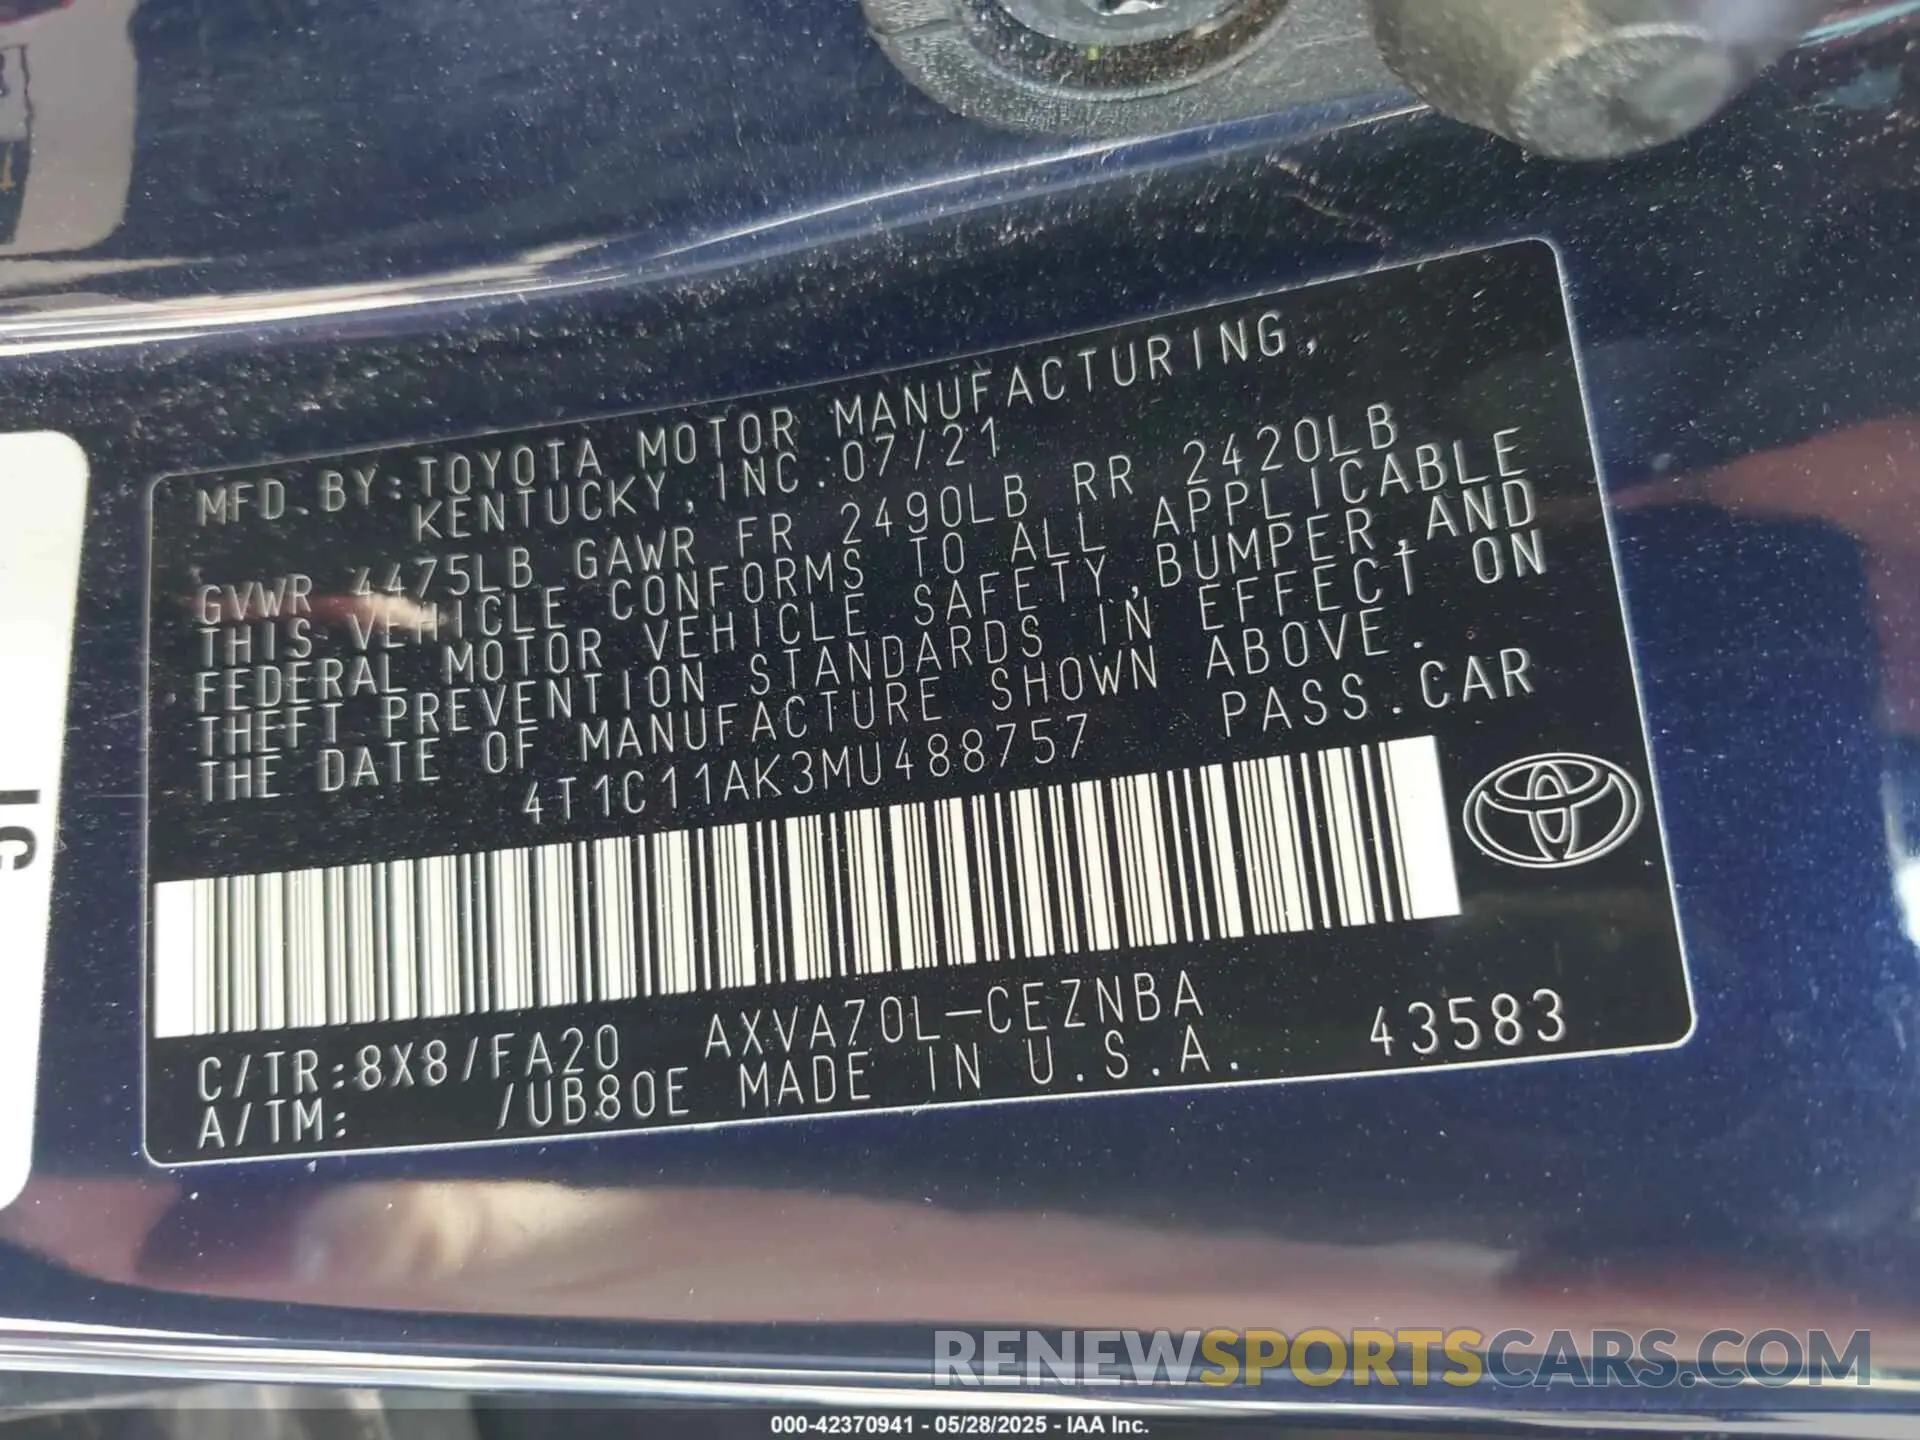 MFD. BY: TOYOTA MOTOR MANUFACTURING,
KENTUCKY, INC. 07/21
GVWR 4475LB GAWR FR 2490LB RR 2420LB
THIS VEHICLE CONFORMS TO ALL APPLICABLE
FEDERAL MOTOR VEHICLE SAFETY, BUMPER, AND
THEFT PREVENTION STANDARDS IN EFFECT ON
THE DATE OF MANUFACTURE SHOWN ABOVE.
4T1C11AK3MU488757 PASS. CAR
C/TR:8X8/FA20 AXVA70L-CEZNBA 43583
A/TM: /UB80E MADE IN U.S.A.
RENEWSPORTSCARS.COM
000-42370941 - 05/28/2025 - IAA Inc.